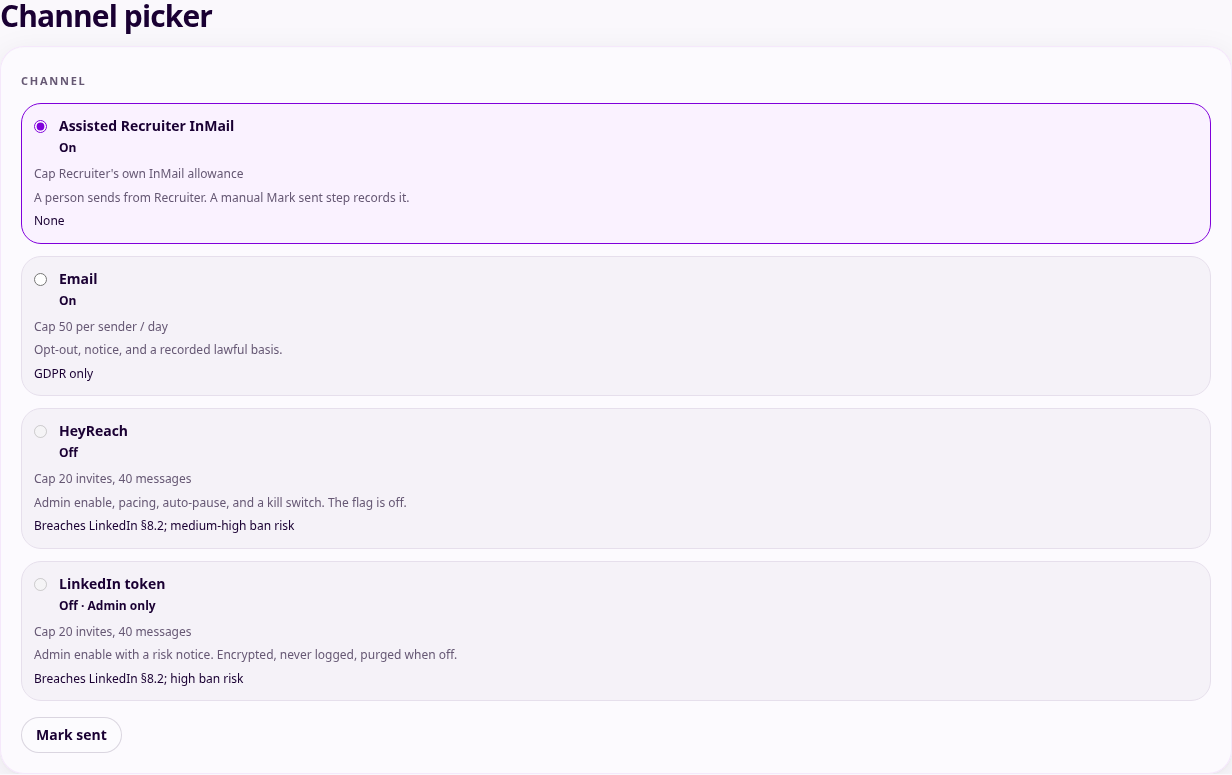 Channel picker
CHANNEL
Assisted Recruiter InMail
On
Cap Recruiter's own InMail allowance
A person sends from Recruiter. A manual Mark sent step records it.
None
Email
On
Cap 50 per sender / day
Opt-out, notice, and a recorded lawful basis.
GDPR only
HeyReach
Off
Cap 20 invites, 40 messages
Admin enable, pacing, auto-pause, and a kill switch. The flag is off.
Breaches LinkedIn §8.2; medium-high ban risk
LinkedIn token
Off · Admin only
Cap 20 invites, 40 messages
Admin enable with a risk notice. Encrypted, never logged, purged when off.
Breaches LinkedIn §8.2; high ban risk
Mark sent